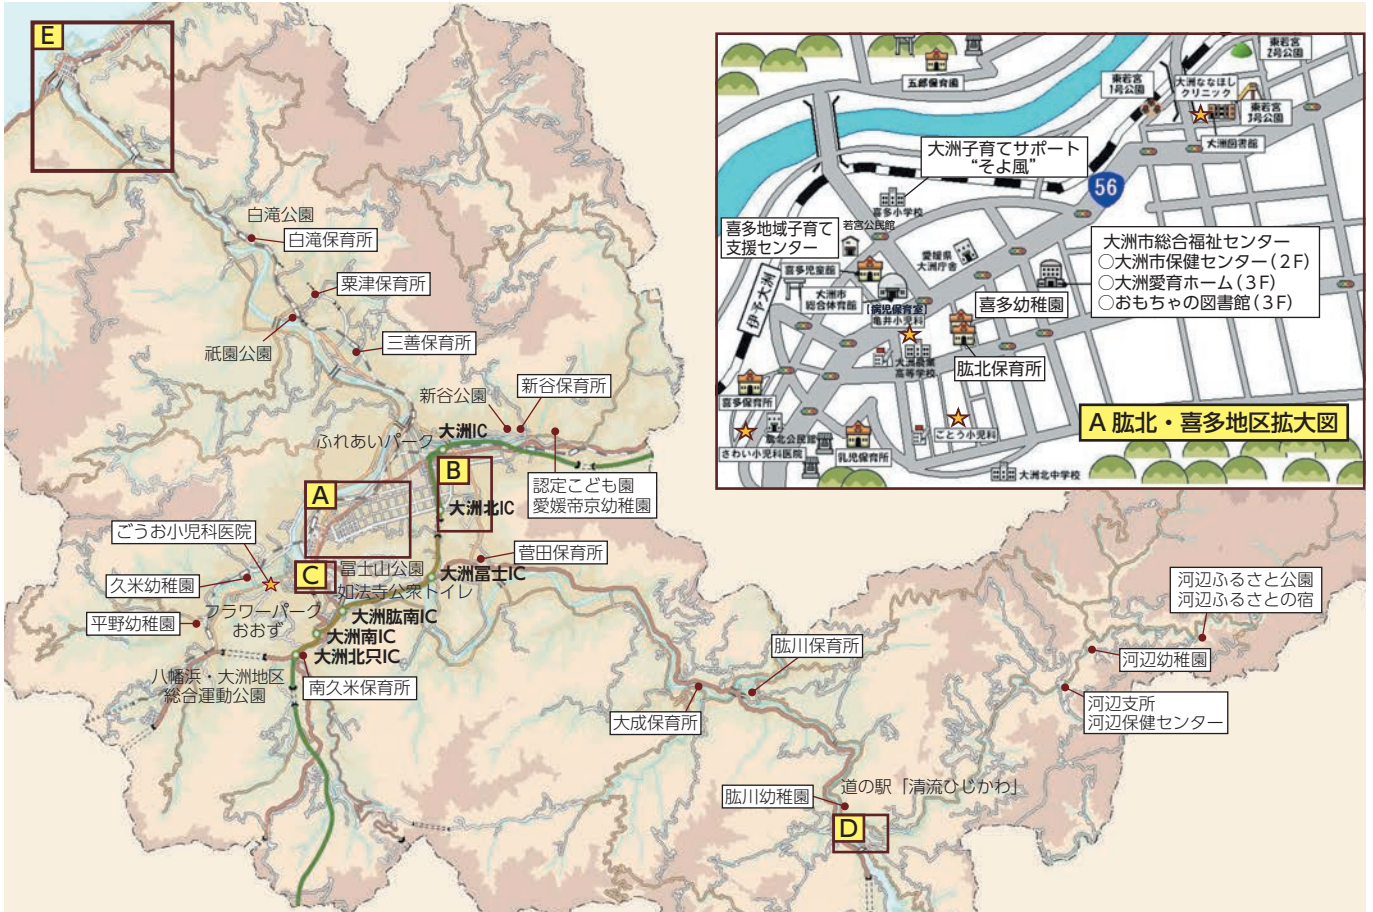 E
白滝公園
白滝保育所
粟津保育所
祇園公園
三善保育所
新谷公園
新谷保育所
ふれあいパーク
大洲IC
B
大洲北IC
A
認定こども園
愛媛帝京幼稚園
ごうお小児科医院
菅田保育所
久米幼稚園
C
冨士山公園
如法寺公衆トイレ
大洲冨士IC
フラワーパーク
おおず
平野幼稚園
大洲肱南IC
大洲南IC
大洲北只IC
八幡浜・大洲地区
総合運動公園
南久米保育所
大成保育所
肱川保育所
河辺ふるさと公園
河辺ふるさとの宿
河辺幼稚園
河辺支所
河辺保健センター
道の駅「清流ひじかわ」
肱川幼稚園
D
五郎保育園
東若宮
2号公園
東若宮
1号公園
大洲ななほし
クリニック
東若宮
3号公園
大洲図書館
大洲子育てサポート
“そよ風”
56
喜多小学校
若宮公民館
喜多地域子育て
支援センター
喜多児童館
愛媛県
大洲庁舎
大洲市
総合体育館
伊予大洲
[病児保育室]
亀井小児科
喜多幼稚園
大洲市総合福祉センター
○大洲市保健センター(2F)
○大洲愛育ホーム(3F)
○おもちゃの図書館(3F)
肱北保育所
大洲農業
高等学校
喜多保育所
肱北公民館
さわい小児科医院
乳児保育所
ごとう小児科
大洲北中学校
A 肱北・喜多地区拡大図